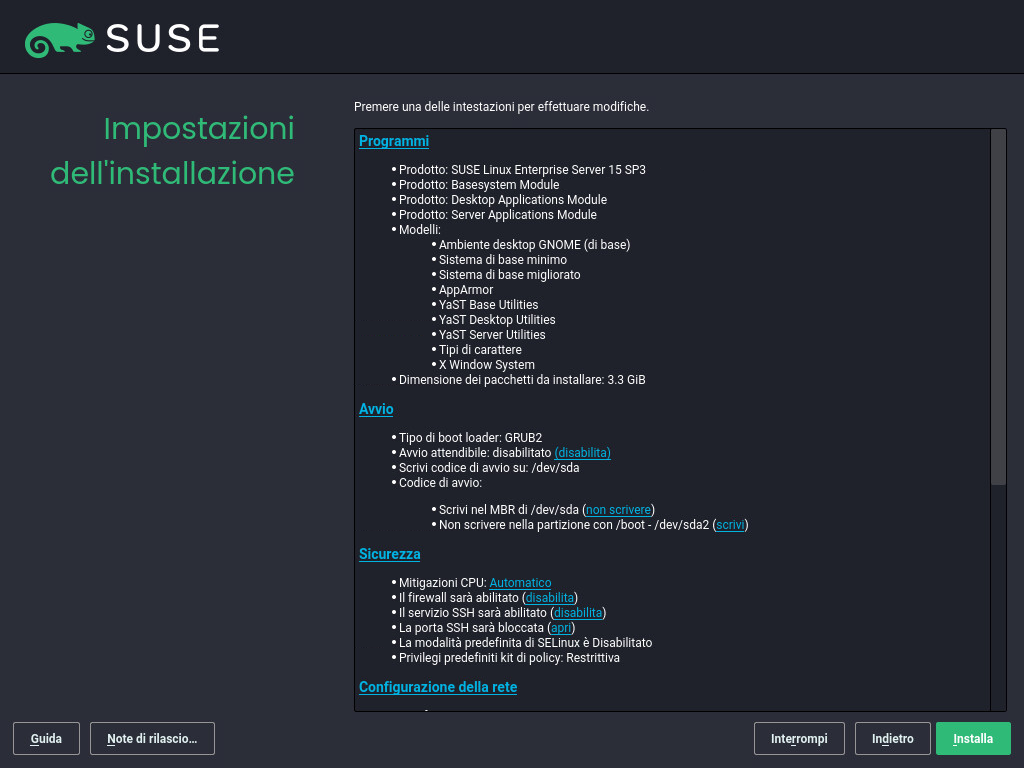 SUSE
Impostazioni
dell'installazione
Premere una delle intestazioni per effettuare modifiche.
Programmi
• Prodotto: SUSE Linux Enterprise Server 15 SP3
• Prodotto: Basesystem Module
• Prodotto: Desktop Applications Module
• Prodotto: Server Applications Module
• Modelli:
• Ambiente desktop GNOME (di base)
• Sistema di base minimo
• Sistema di base migliorato
• AppArmor
• YaST Base Utilities
• YaST Desktop Utilities
• YaST Server Utilities
• Tipi di carattere
• X Window System
• Dimensione dei pacchetti da installare: 3.3 GiB
Avvio
• Tipo di boot loader: GRUB2
• Avvio attendibile: disabilitato (disabilita)
• Scrivi codice di avvio su: /dev/sda
• Codice di avvio:
• Scrivi nel MBR di /dev/sda (non scrivere)
• Non scrivere nella partizione con /boot - /dev/sda2 (scrivi)
Sicurezza
• Mitigazioni CPU: Automatico
• Il firewall sarà abilitato (disabilita)
• Il servizio SSH sarà abilitato (disabilita)
• La porta SSH sarà bloccata (apri)
• La modalità predefinita di SELinux è Disabilitato
• Privilegi predefiniti kit di policy: Restrittiva
Configurazione della rete
Guida
Note di rilascio...
Interrompi
Indietro
Installa